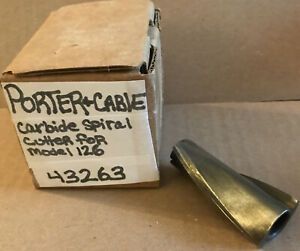 PORTER+CABLE
carbide spiral
cutter for
model 126
43263